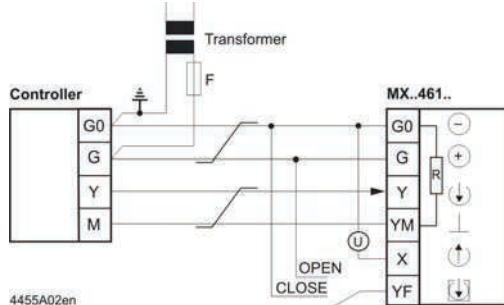 Transformer
F
Controller
MX..461..
G0
G
Y
M
G0
G
Y
YM
X
YF
R
U
OPEN
CLOSE
4455A02en